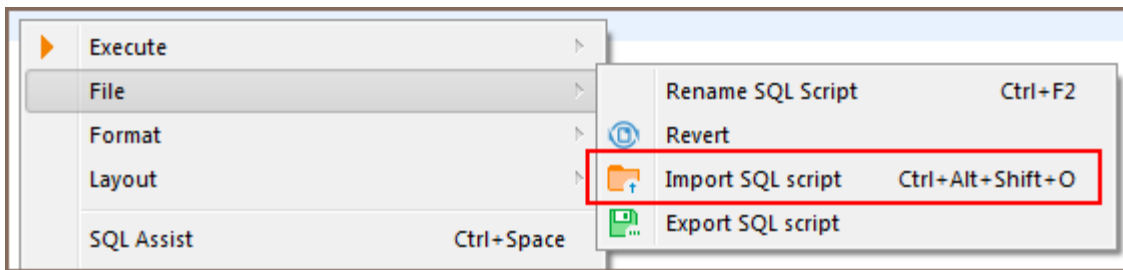 Execute
File
Format
Layout
SQL Assist Ctrl+Space
Rename SQL Script Ctrl+F2
Revert
Import SQL script Ctrl+Alt+Shift+O
Export SQL script